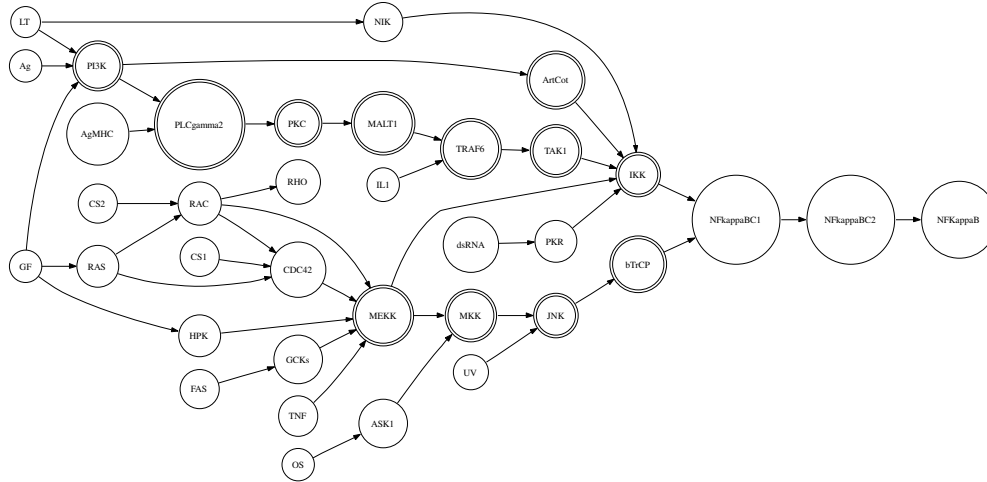 LT
NIK
Ag
PI3K
ArtCot
AgMHC
PLCgamma2
PKC
MALT1
TRAF6
TAK1
IL1
IKK
RHO
CS2
RAC
NFkappaBC1
NFkappaBC2
NFKappaB
dsRNA
PKR
CS1
GF
RAS
CDC42
bTrCP
MEKK
MKK
JNK
HPK
GCKs
UV
FAS
TNF
ASK1
OS